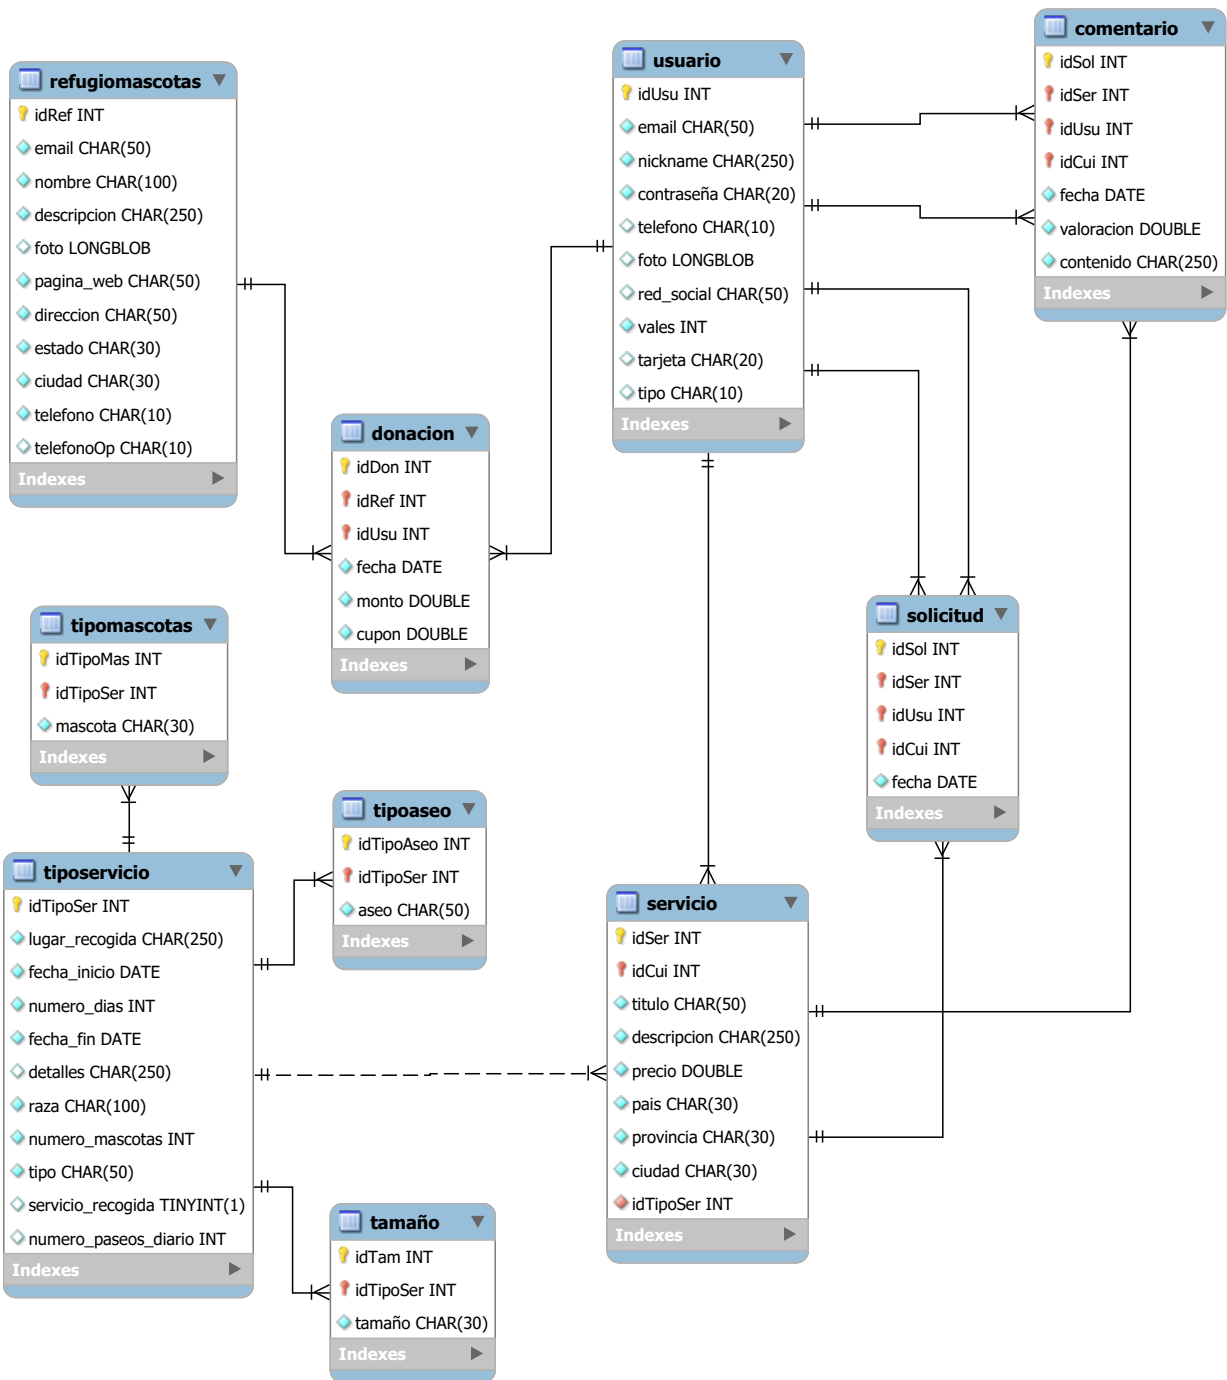 refugiomascotas
idRef INT
email CHAR(50)
nombre CHAR(100)
descripcion CHAR(250)
foto LONGBLOB
pagina_web CHAR(50)
direccion CHAR(50)
estado CHAR(30)
ciudad CHAR(30)
telefono CHAR(10)
telefonoOp CHAR(10)
Indexes
usuario
idUsu INT
email CHAR(50)
nickname CHAR(250)
contraseña CHAR(20)
telefono CHAR(10)
foto LONGBLOB
red_social CHAR(50)
vales INT
tarjeta CHAR(20)
tipo CHAR(10)
Indexes
comentario
idSol INT
idSer INT
idUsu INT
idCui INT
fecha DATE
valoracion DOUBLE
contenido CHAR(250)
Indexes
donacion
idDon INT
idRef INT
idUsu INT
fecha DATE
monto DOUBLE
cupon DOUBLE
Indexes
tipomascotas
idTipoMas INT
idTipoSer INT
mascota CHAR(30)
Indexes
solicitud
idSol INT
idSer INT
idUsu INT
idCui INT
fecha DATE
Indexes
tipoaseo
idTipoAseo INT
idTipoSer INT
aseo CHAR(50)
Indexes
tiposervicio
idTipoSer INT
lugar_recogida CHAR(250)
fecha_inicio DATE
numero_dias INT
fecha_fin DATE
detalles CHAR(250)
raza CHAR(100)
numero_mascotas INT
tipo CHAR(50)
servicio_recogida TINYINT(1)
numero_paseos_diario INT
Indexes
servicio
idSer INT
idCui INT
titulo CHAR(50)
descripcion CHAR(250)
precio DOUBLE
pais CHAR(30)
provincia CHAR(30)
ciudad CHAR(30)
idTipoSer INT
Indexes
tamaño
idTam INT
idTipoSer INT
tamaño CHAR(30)
Indexes